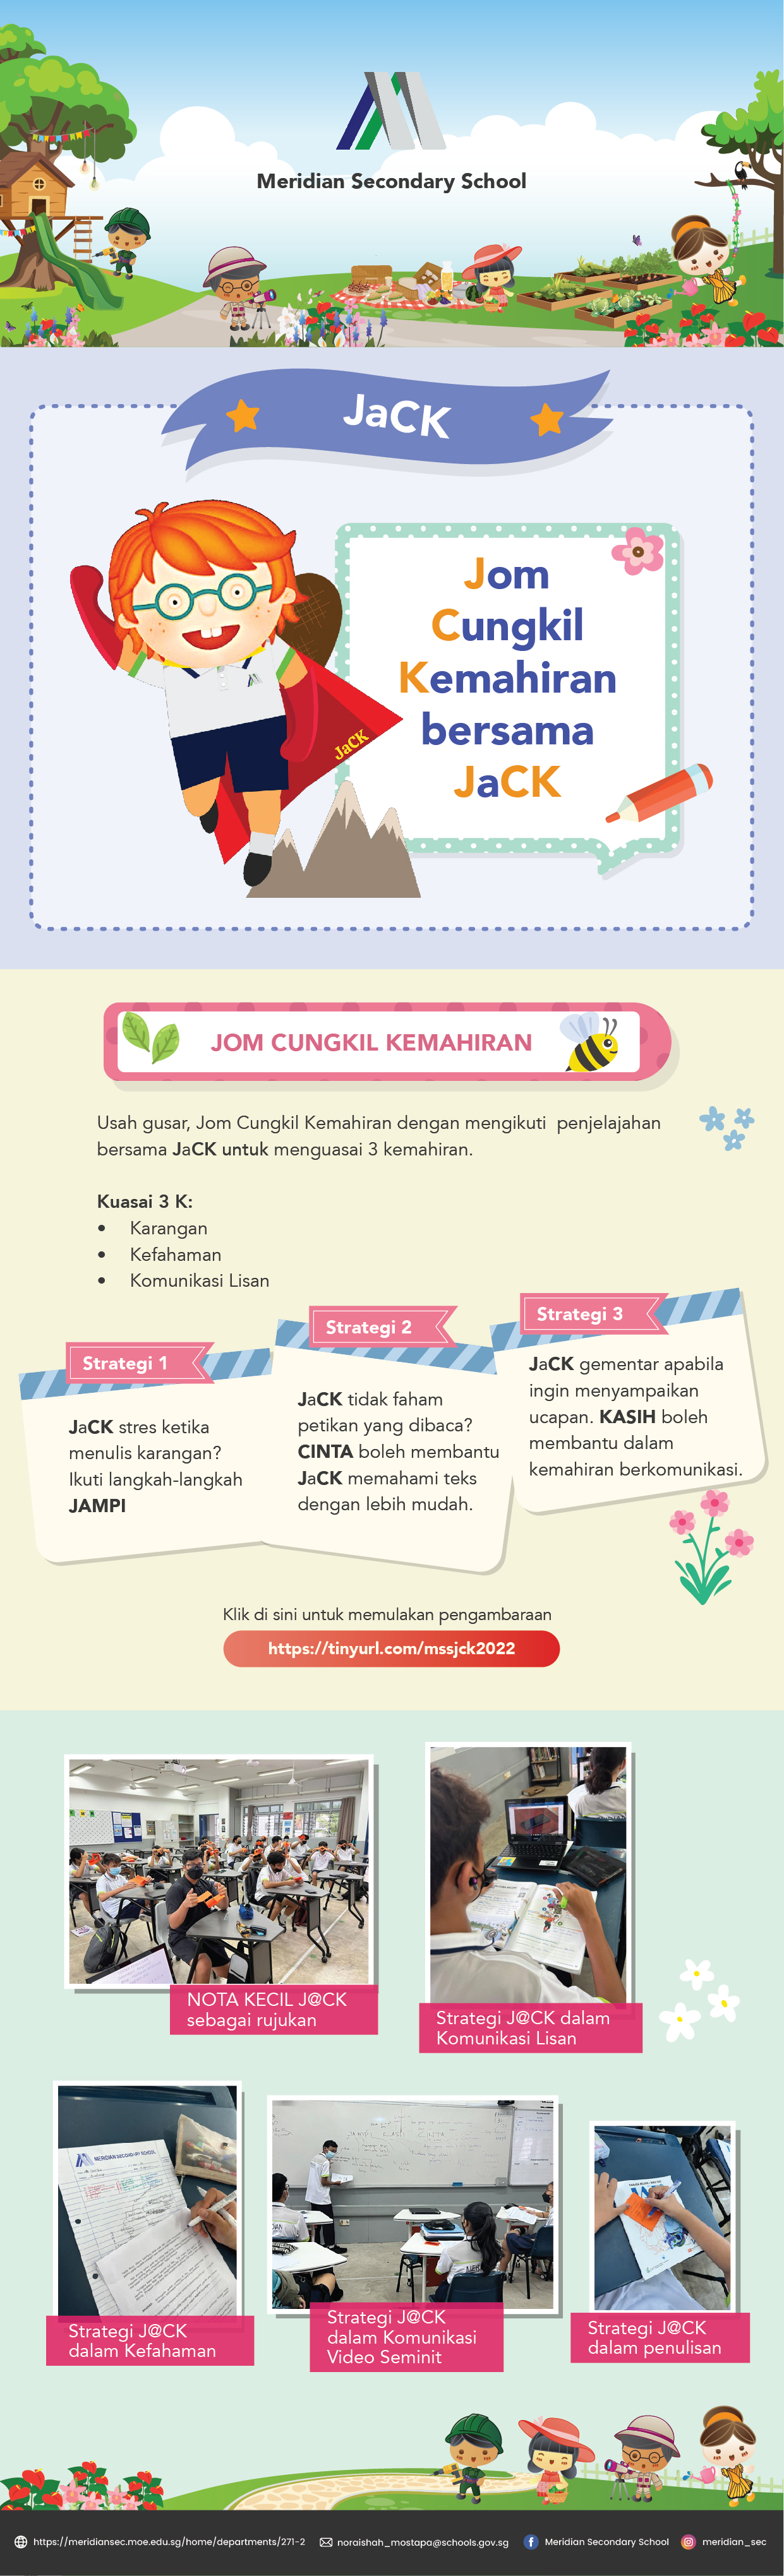 Meridian Secondary School
JaCK
Jom
Cungkil
Kemahiran
bersama
JaCK
JaCK
JOM CUNGKIL KEMAHIRAN
Usah gusar, Jom Cungkil Kemahiran dengan mengikuti penjelajahan
bersama JaCK untuk menguasai 3 kemahiran.
Kuasai 3 K:
• Karangan
• Kefahaman
• Komunikasi Lisan
Strategi 1
JaCK stres ketika
menulis karangan?
Ikuti langkah-langkah
JAMPI
Strategi 2
JaCK tidak faham
petikan yang dibaca?
CINTA boleh membantu
JaCK memahami teks
dengan lebih mudah.
Strategi 3
JaCK gementar apabila
ingin menyampaikan
ucapan. KASIH boleh
membantu dalam
kemahiran berkomunikasi.
Klik di sini untuk memulakan pengambaraan
https://tinyurl.com/mssjck2022
NOTA KECIL J@CK
sebagai rujukan
Strategi J@CK dalam
Komunikasi Lisan
MERIDIAN SECONDARY SCHOOL
Strategi J@CK
dalam Kefahaman
Strategi J@CK
dalam Komunikasi
Video Seminit
Strategi J@CK
dalam penulisan
https://meridiansec.moe.edu.sg/home/departments/271-2
noraishah_mostapa@schools.gov.sg
Meridian Secondary School
meridian_sec